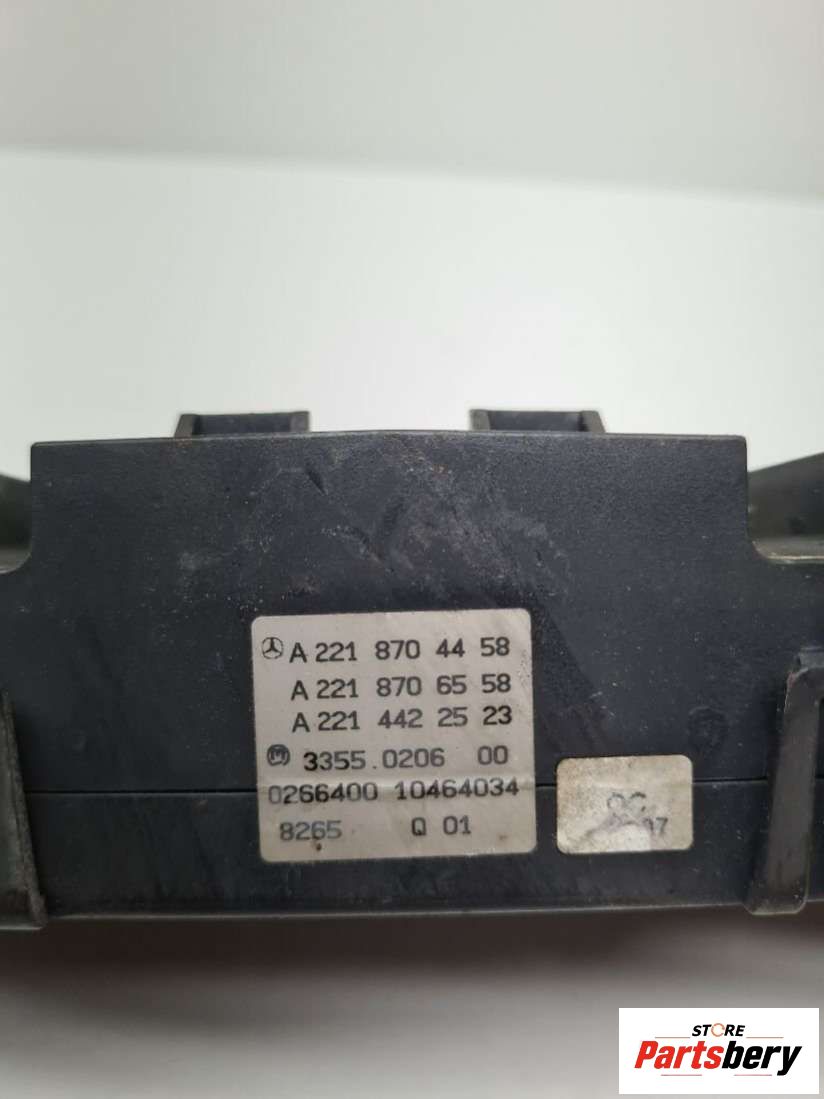 A 221 870 44 58
A 221 870 65 58
A 221 442 25 23
3355.0206 00
0266400 10464034
8265 Q 01
QC
STORE
Partsbery